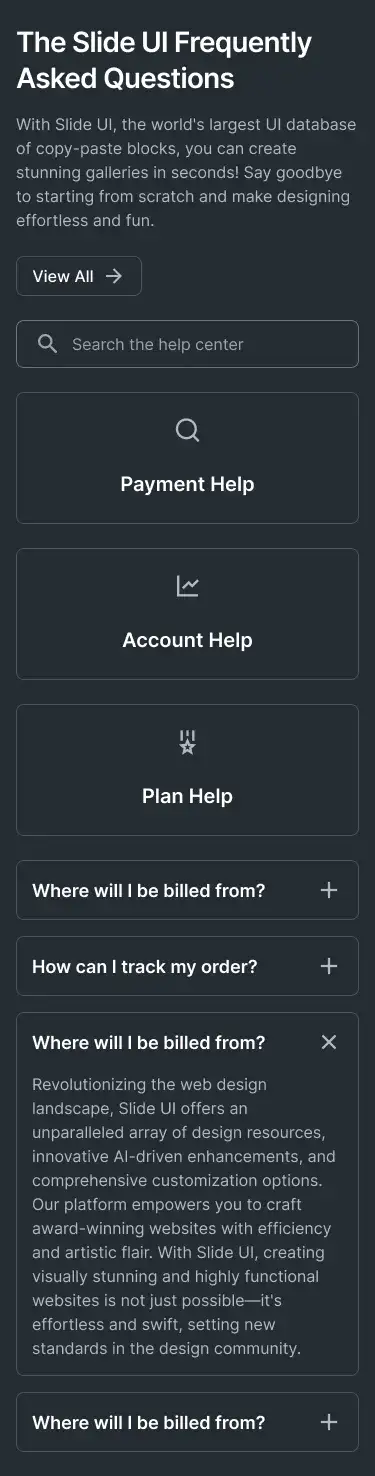 The Slide UI Frequently
Asked Questions
With Slide UI, the world's largest UI database
of copy-paste blocks, you can create
stunning galleries in seconds! Say goodbye
to starting from scratch and make designing
effortless and fun.
View All
Search the help center
Payment Help
Account Help
Plan Help
Where will I be billed from?
How can I track my order?
Where will I be billed from?
Revolutionizing the web design
landscape, Slide UI offers an
unparalleled array of design resources,
innovative AI-driven enhancements, and
comprehensive customization options.
Our platform empowers you to craft
award-winning websites with efficiency
and artistic flair. With Slide UI, creating
visually stunning and highly functional
websites is not just possible—it's
effortless and swift, setting new
standards in the design community.
Where will I be billed from?